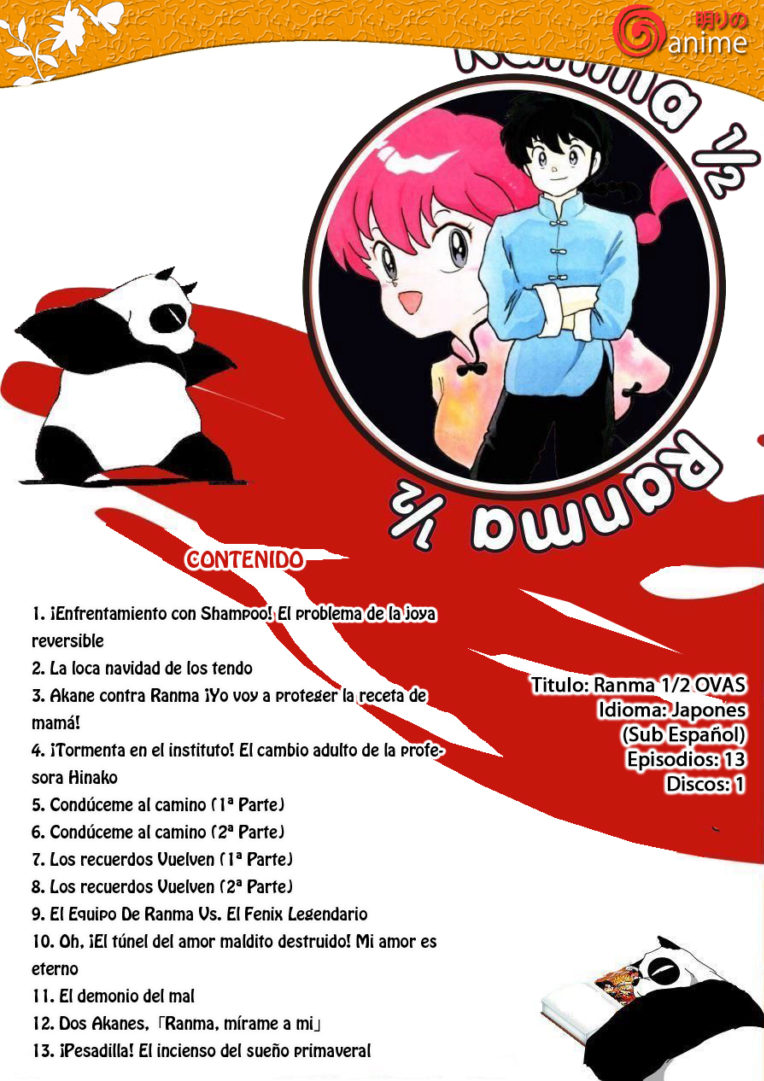 明りの
anime
Ranma ½
Ranma ½
CONTENIDO
1. ¡Enfrentamiento con Shampoo! El problema de la joya
reversible
2. La loca navidad de los tendo
3. Akane contra Ranma ¡Yo voy a proteger la receta de
mamá!
4. ¡Tormenta en el instituto! El cambio adulto de la profe-
sora Hinako
5. Condúceme al camino (1ª Parte)
6. Condúceme al camino (2ª Parte)
7. Los recuerdos Vuelven (1ª Parte)
8. Los recuerdos Vuelven (2ª Parte)
9. El Equipo De Ranma Vs. El Fenix Legendario
10. Oh, ¡El túnel del amor maldito destruido! Mi amor es
eterno
11. El demonio del mal
12. Dos Akanes,「Ranma, mírame a mi」
13. ¡Pesadilla! El incienso del sueño primaveral
Titulo: Ranma 1/2 OVAS
Idioma: Japones
(Sub Español)
Episodios: 13
Discos: 1